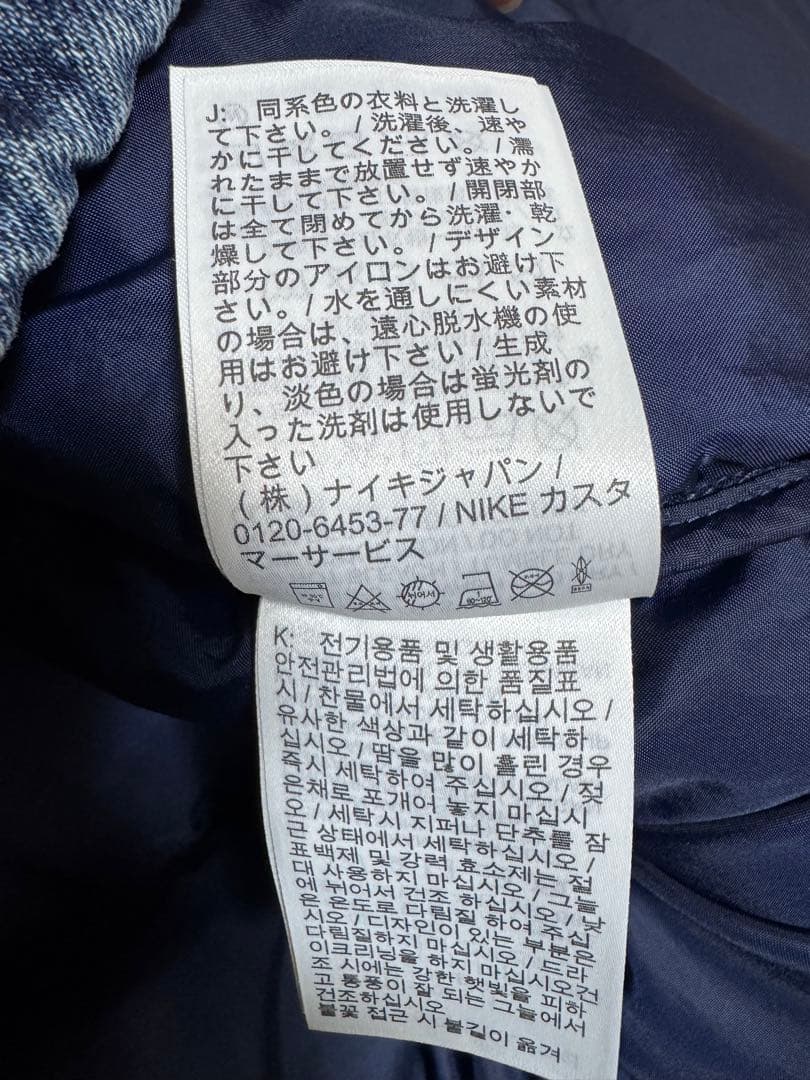 J: 同系色の衣料と洗濯し
て下さい。/ 洗濯後、速や
かに干してください。/ 濡
れたままで放置せず速やか
に干して下さい。/ 開閉部
は全て閉めてから洗濯・乾
燥して下さい。/ デザイン
部分のアイロンはお避け下
さい。/ 水を通しにくい素材
の場合は、遠心脱水機の使
用はお避け下さい / 生成
り、淡色の場合は蛍光剤の
入った洗剤は使用しないで
下さい
(株) ナイキジャパン /
0120-6453-77 / NIKE カスタ
マーサービス
K: 전기용품 및 생활용품
안전관리법에 의한 품질표
시 / 찬물에서 세탁하십시오 /
유사한 색상과 같이 세탁하
십시오 / 땀을 많이 흘린 경우
즉시 세탁하여 주십시오 / 젖
은채로 포개어 놓지 마십시
오 / 세탁시 지퍼나 단추를 잠
근 상태에서 세탁하십시오 /
표백제 및 강력 효소제는 절
대 사용하지 마십시오 / 그늘
에 뉘어서 건조 하십시오 / 낮
은 온도로 다림질 하여 주십
시오 / 디자인이 있는 부분은
다림질하지 마십시오 / 드라
이크리닝을 하지 마십시오건
조 시에는 강한 햇빛을 피하
고 통풍이 잘 되는 그늘에서
건조하십시오
불꽃 접근 시 불길이 옮겨